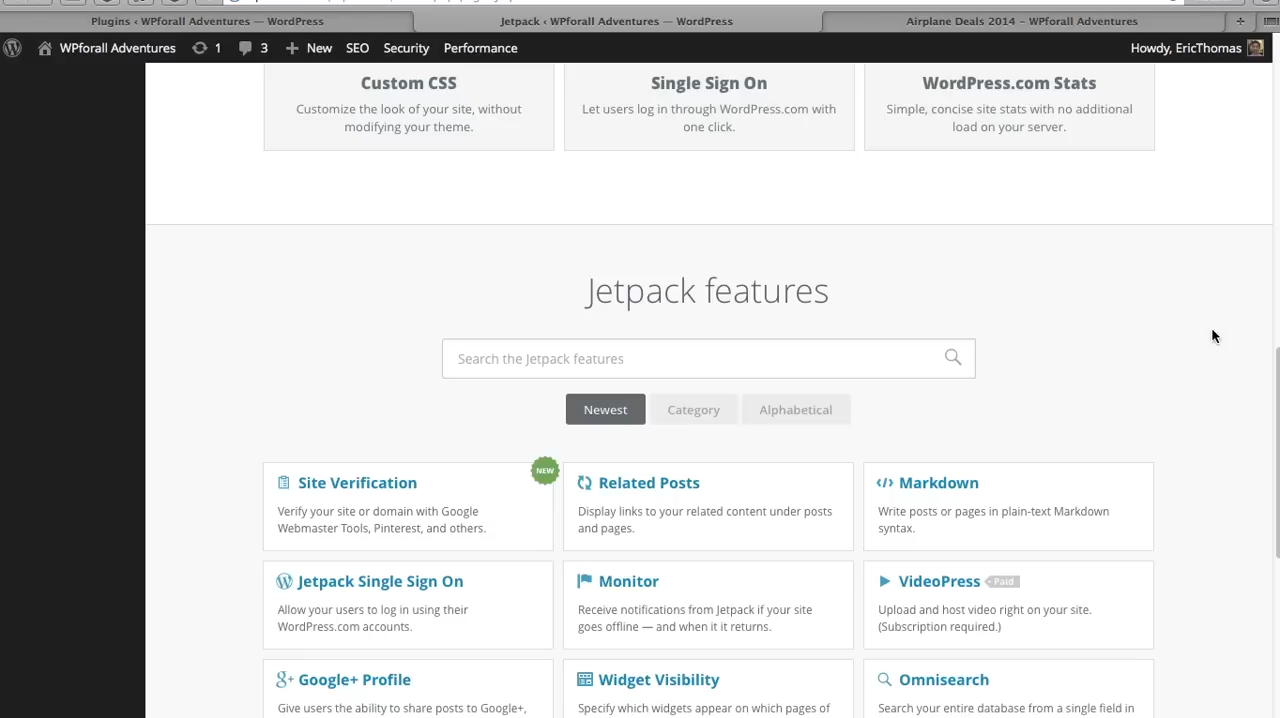 Plugins ‹ WPforall Adventures — WordPress
Jetpack ‹ WPforall Adventures — WordPress
Airplane Deals 2014 – WPforall Adventures
WPforall Adventures 1 3 New SEO Security Performance
Howdy, EricThomas
Custom CSS
Customize the look of your site, without
modifying your theme.
Single Sign On
Let users log in through WordPress.com with
one click.
WordPress.com Stats
Simple, concise site stats with no additional
load on your server.
Jetpack features
Search the Jetpack features
Newest
Category
Alphabetical
Site Verification
NEW
Verify your site or domain with Google
Webmaster Tools, Pinterest, and others.
Related Posts
Display links to your related content under posts
and pages.
Markdown
Write posts or pages in plain-text Markdown
syntax.
Jetpack Single Sign On
Allow your users to log in using their
WordPress.com accounts.
Monitor
Receive notifications from Jetpack if your site
goes offline — and when it it returns.
VideoPress Paid
Upload and host video right on your site.
(Subscription required.)
Google+ Profile
Give users the ability to share posts to Google+,
Widget Visibility
Specify which widgets appear on which pages of
Omnisearch
Search your entire database from a single field in